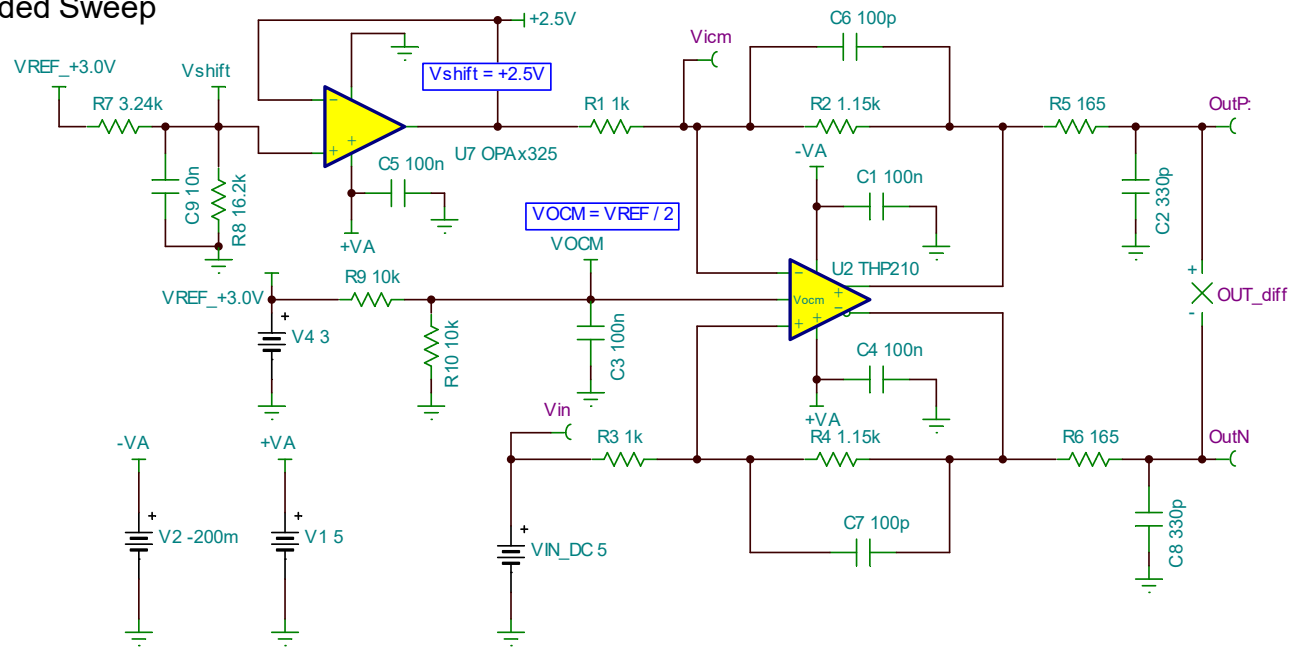 ded Sweep
C6 100p
+2.5V
Vicm
VREF_+3.0V
Vshift
Vshift = +2.5V
R7 3.24k
R1 1k
R2 1.15k
R5 165
OutP:
U7 OPAx325
C5 100n
-VA
C1 100n
C9 10n
R8 16.2k
C2 330p
VOCM = VREF / 2
+VA
VOCM
R9 10k
U2 THP210
VREF_+3.0V
Vocm
OUT_diff
V4 3
R10 10k
C3 100n
C4 100n
Vin
+VA
-VA
+VA
R3 1k
R4 1.15k
R6 165
OutN
C7 100p
V2 -200m
V1 5
VIN_DC 5
C8 330p